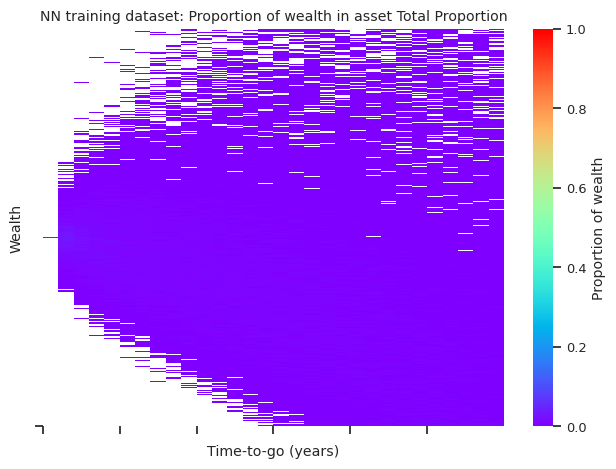 NN training dataset: Proportion of wealth in asset Total Proportion
Wealth
Time-to-go (years)
1.0
0.8
0.6
0.4
0.2
0.0
Proportion of wealth